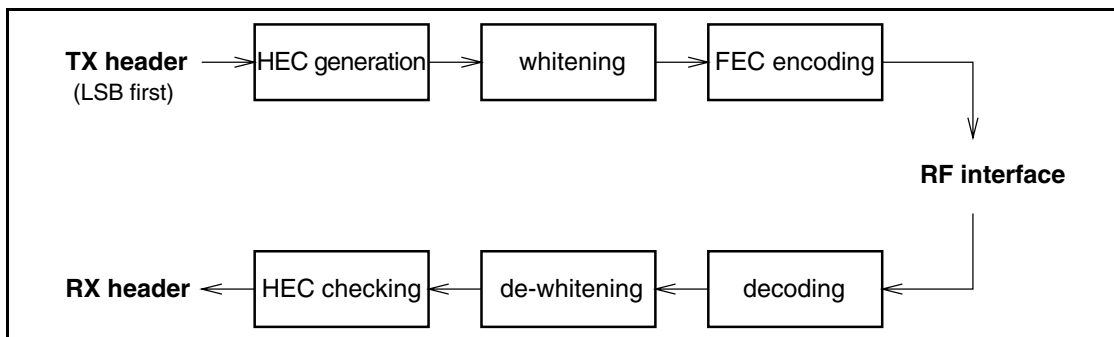 TX header
(LSB first)
HEC generation
whitening
FEC encoding
RF interface
RX header
HEC checking
de-whitening
decoding